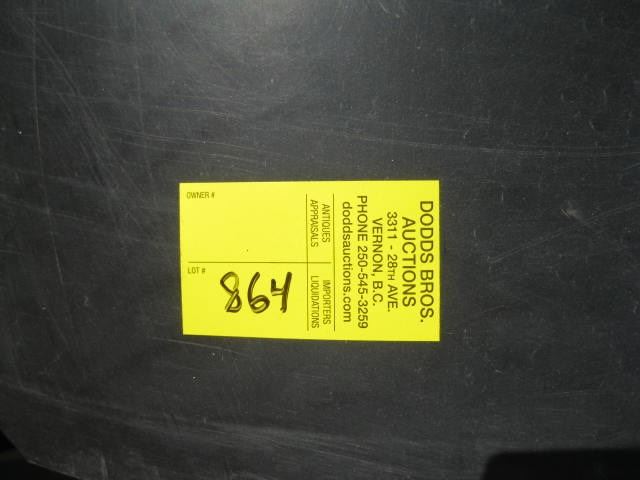 DODDS BROS.
AUCTIONS
3311 - 28TH AVE.
VERNON, B.C.
PHONE 250-545-3259
doddsauctions.com
ANTIQUES
APPRAISALS
IMPORTERS
LIQUIDATIONS
OWNER #
LOT #
864